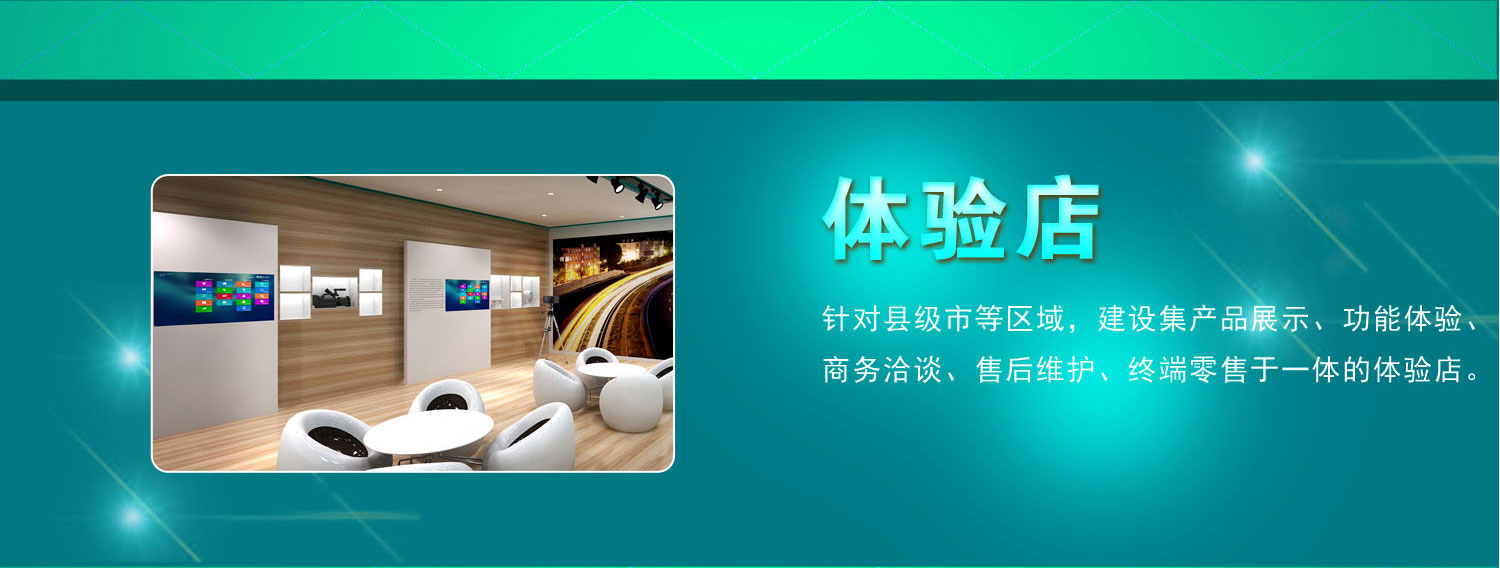 体验店
针对县级市等区域，建设集产品展示、功能体验、
商务洽谈、售后维护、终端零售于一体的体验店。